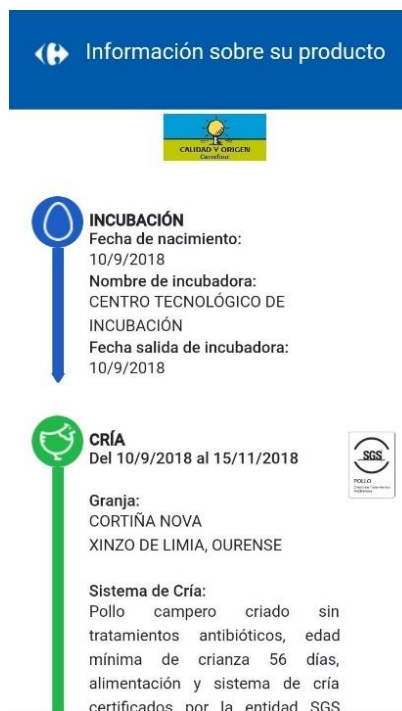 Información sobre su producto
CALIDAD Y ORIGEN
Carrefour
INCUBACIÓN
Fecha de nacimiento:
10/9/2018
Nombre de incubadora:
CENTRO TECNOLÓGICO DE
INCUBACIÓN
Fecha salida de incubadora:
10/9/2018
CRÍA
Del 10/9/2018 al 15/11/2018
SGS
POLLO
Granja:
CORTIÑA NOVA
XINZO DE LIMIA, OURENSE
Sistema de Cría:
Pollo campero criado sin
tratamientos antibióticos, edad
mínima de crianza 56 días,
alimentación y sistema de cría
certificados por la entidad SGS